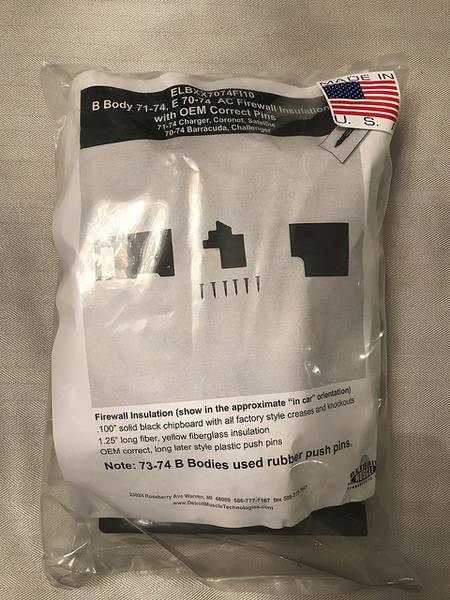 MADE IN
U. S.
ELBXX7074FI10
B Body 71-74, E 70-74 AC Firewall Insulation
with OEM Correct Pins
71-74 Charger, Coronet, Satellite
70-74 Barracuda, Challenger
Firewall Insulation (show in the approximate "in car" orientation)
.100" solid black chipboard with all factory style creases and knockouts
1.25" long fiber, yellow fiberglass insulation
OEM correct, long later style plastic push pins
Note: 73-74 B Bodies used rubber push pins.
DETROIT
MUSCLE
Roseberry Ave Warren, MI 48089 586-777-7167 fax
www.DetroitMuscleTechnologies.com